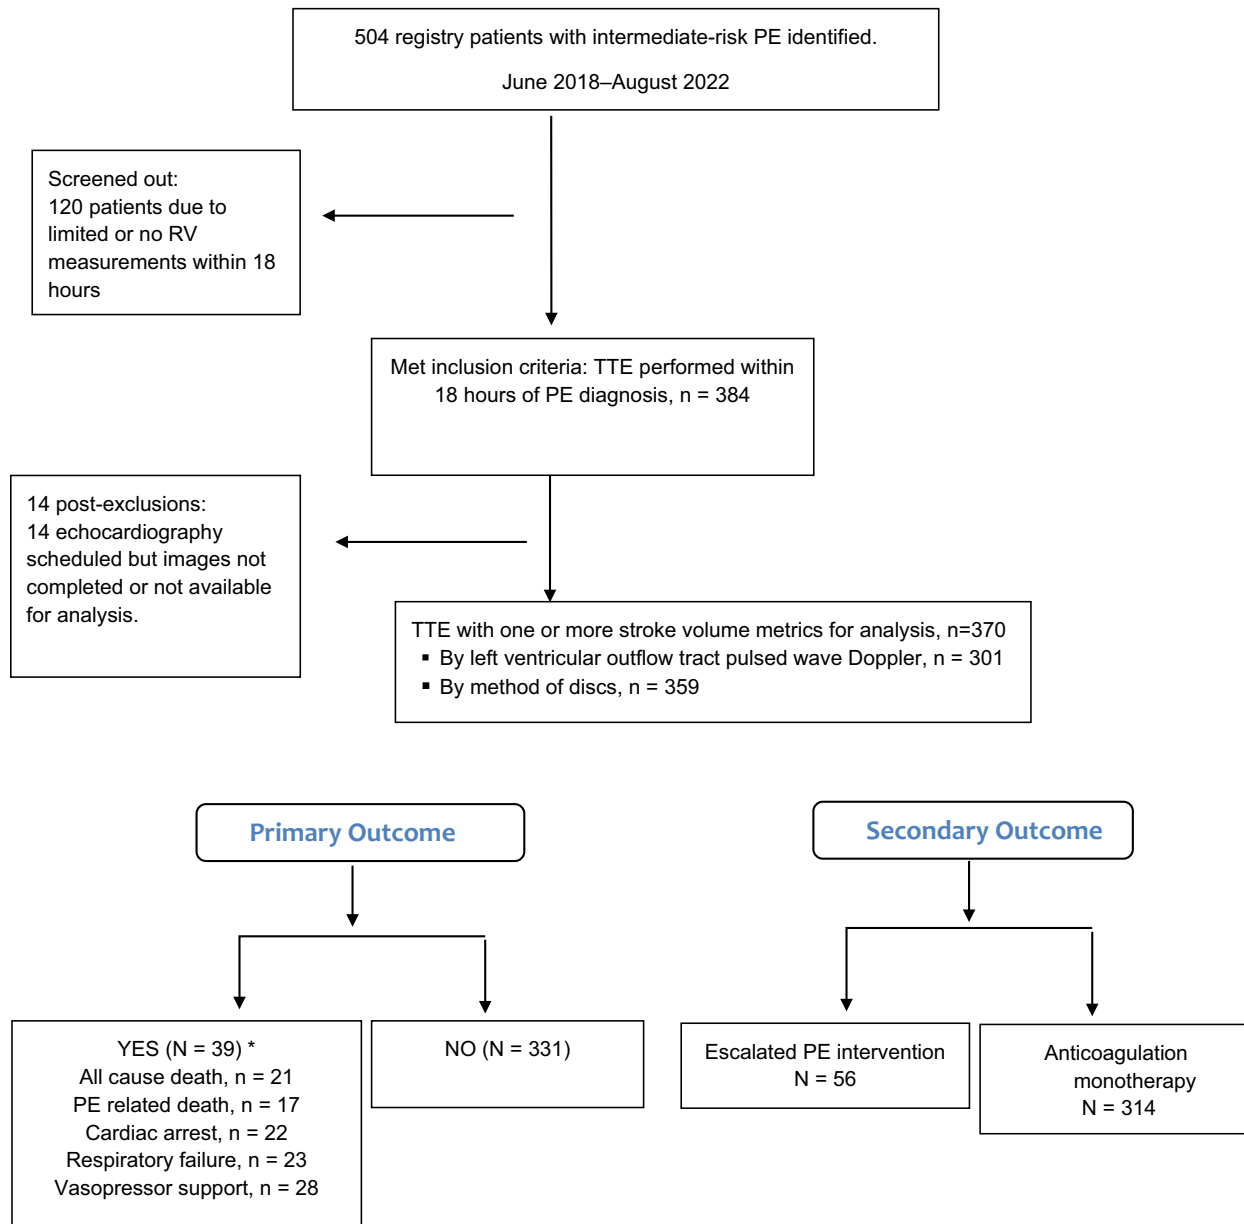 504 registry patients with intermediate-risk PE identified.
June 2018–August 2022
Screened out:
120 patients due to
limited or no RV
measurements within 18
hours
Met inclusion criteria: TTE performed within
18 hours of PE diagnosis, n = 384
14 post-exclusions:
14 echocardiography
scheduled but images not
completed or not available
for analysis.
TTE with one or more stroke volume metrics for analysis, n=370
▪ By left ventricular outflow tract pulsed wave Doppler, n = 301
▪ By method of discs, n = 359
Primary Outcome
YES (N = 39) *
All cause death, n = 21
PE related death, n = 17
Cardiac arrest, n = 22
Respiratory failure, n = 23
Vasopressor support, n = 28
NO (N = 331)
Secondary Outcome
Escalated PE intervention
N = 56
Anticoagulation
monotherapy
N = 314